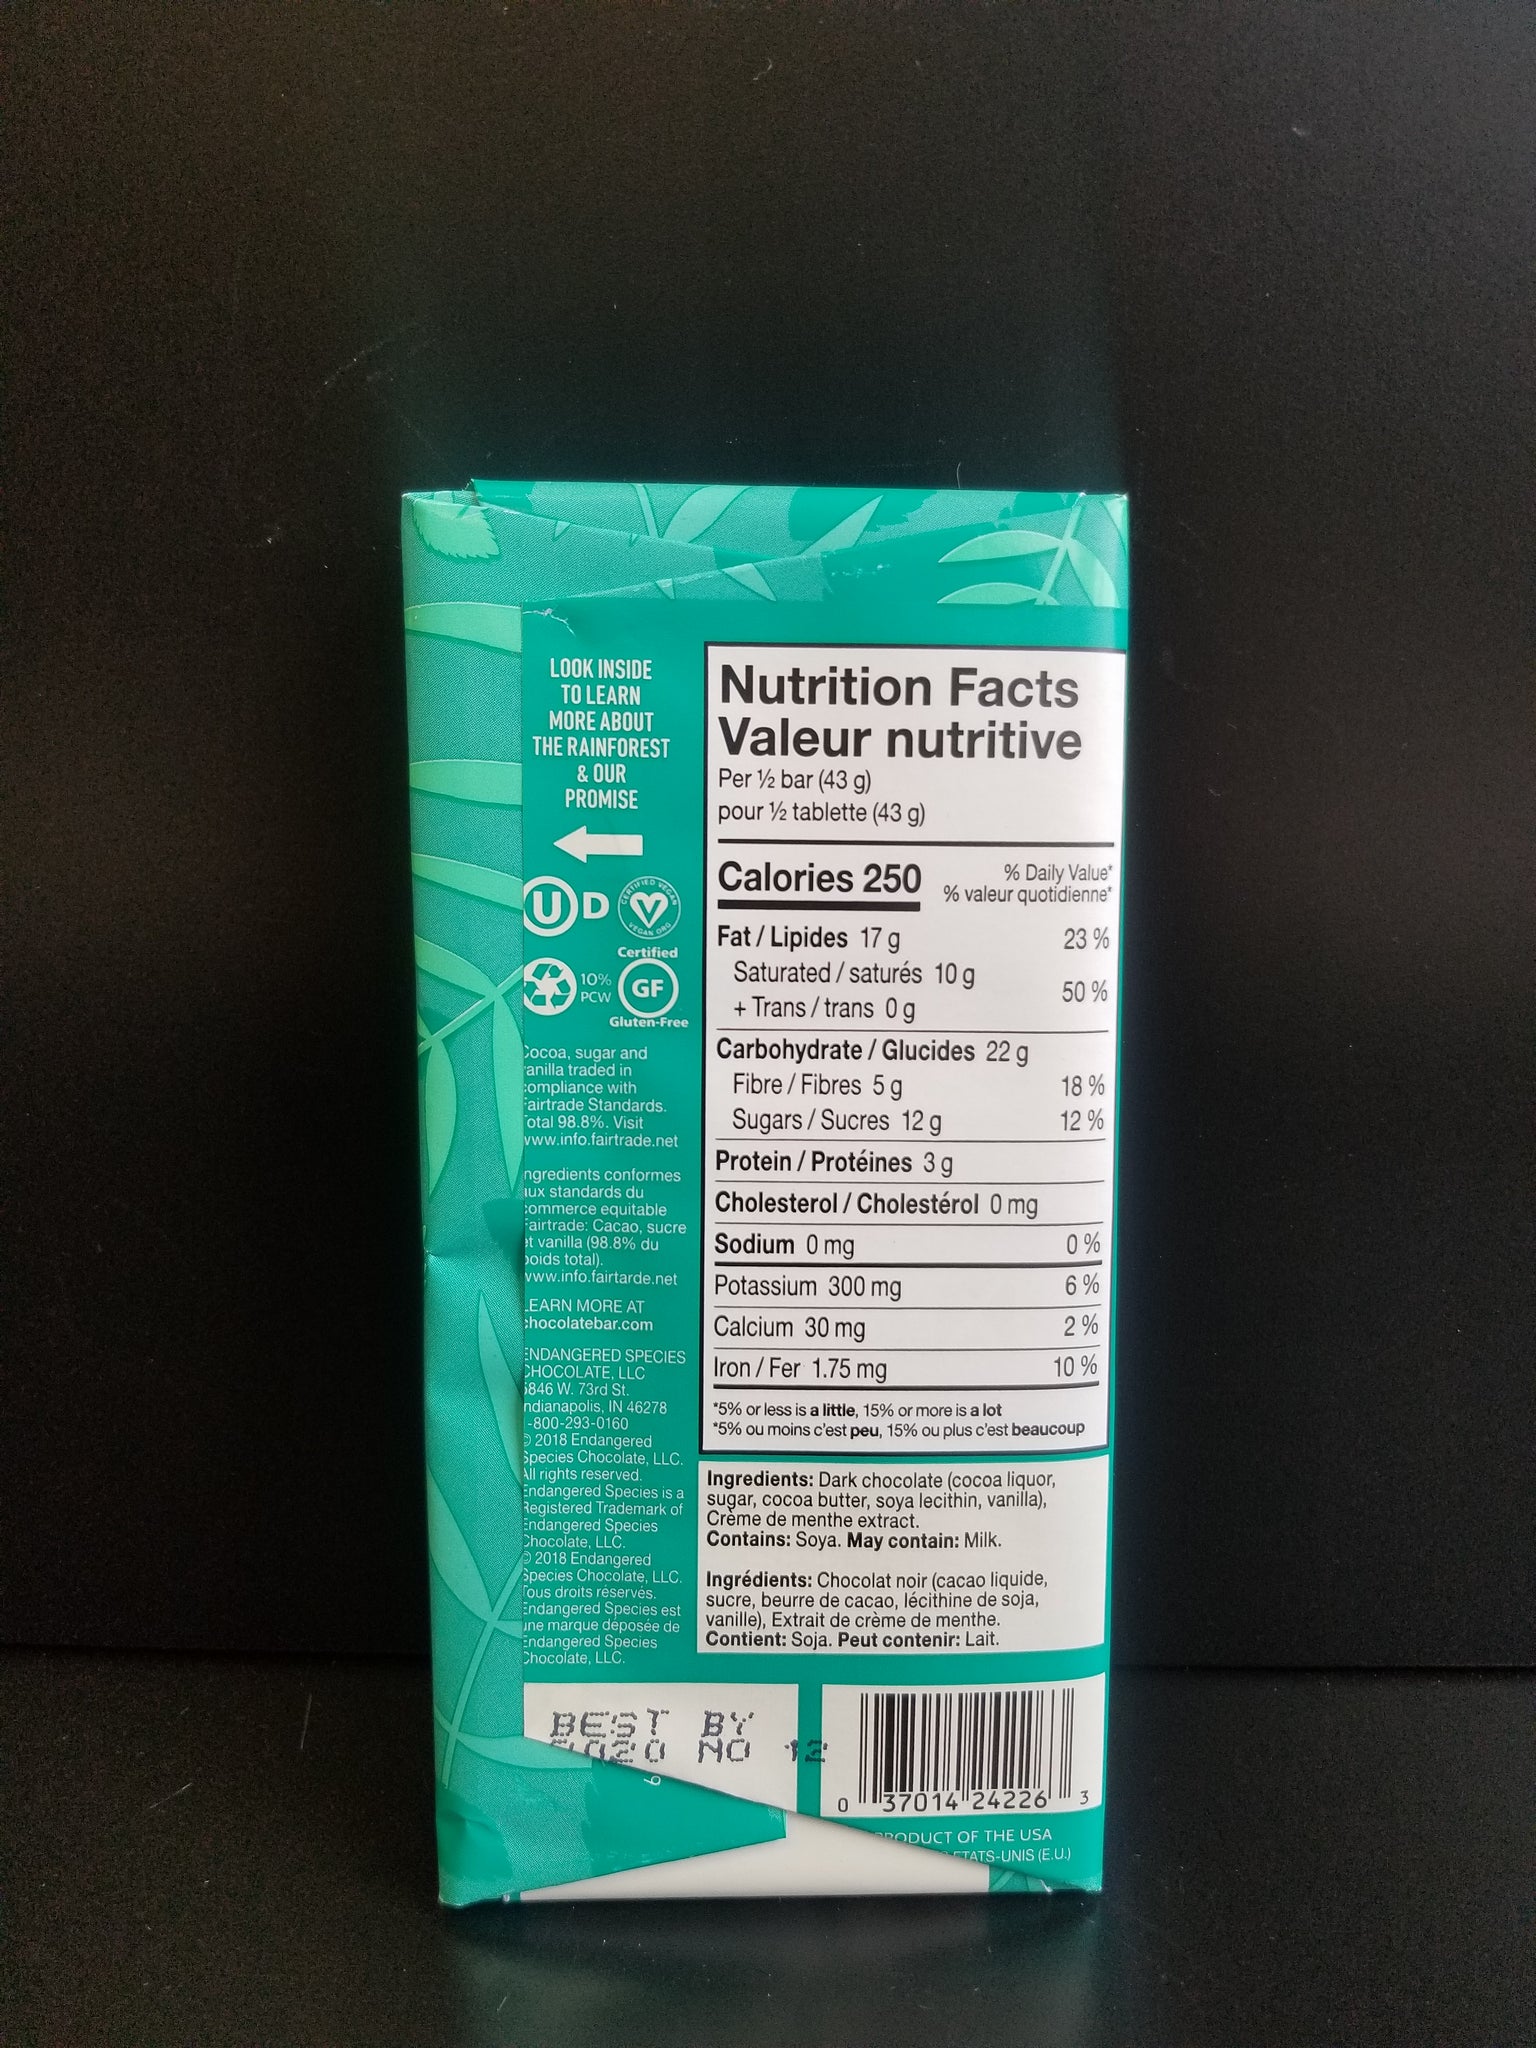 LOOK INSIDE
TO LEARN
MORE ABOUT
THE RAINFOREST
& OUR
PROMISE
U D
CERTIFIED VEGAN
VEGAN.ORG
10%
PCW
Certified
GF
Gluten-Free
Cocoa, sugar and
vanilla traded in
compliance with
Fairtrade Standards.
Total 98.8%. Visit
www.info.fairtrade.net
ngredients conformes
aux standards du
commerce equitable
Fairtrade: Cacao, sucre
et vanilla (98.8% du
poids total).
www.info.fairtarde.net
LEARN MORE AT
chocolatebar.com
ENDANGERED SPECIES
CHOCOLATE, LLC
5846 W. 73rd St.
ndianapolis, IN 46278
-800-293-0160
© 2018 Endangered
Species Chocolate, LLC.
All rights reserved.
Endangered Species is a
Registered Trademark of
Endangered Species
Chocolate, LLC.
© 2018 Endangered
Species Chocolate, LLC.
Tous droits réservés.
Endangered Species est
une marque déposée de
Endangered Species
Chocolate, LLC.
Nutrition Facts
Valeur nutritive
Per ½ bar (43 g)
pour ½ tablette (43 g)
Calories 250
% Daily Value*
% valeur quotidienne*
Fat / Lipides 17 g 23 %
Saturated / saturés 10 g
+ Trans / trans 0 g 50 %
Carbohydrate / Glucides 22 g
Fibre / Fibres 5 g 18 %
Sugars / Sucres 12 g 12 %
Protein / Protéines 3 g
Cholesterol / Cholestérol 0 mg
Sodium 0 mg 0 %
Potassium 300 mg 6 %
Calcium 30 mg 2 %
Iron / Fer 1.75 mg 10 %
*5% or less is a little, 15% or more is a lot
*5% ou moins c'est peu, 15% ou plus c'est beaucoup
Ingredients: Dark chocolate (cocoa liquor,
sugar, cocoa butter, soya lecithin, vanilla),
Crème de menthe extract.
Contains: Soya. May contain: Milk.
Ingrédients: Chocolat noir (cacao liquide,
sucre, beurre de cacao, lécithine de soja,
vanille), Extrait de crème de menthe.
Contient: Soja. Peut contenir: Lait.
BEST BY
NO 12
0 37014 24226 3
PRODUCT OF THE USA
ETATS-UNIS (E.U.)